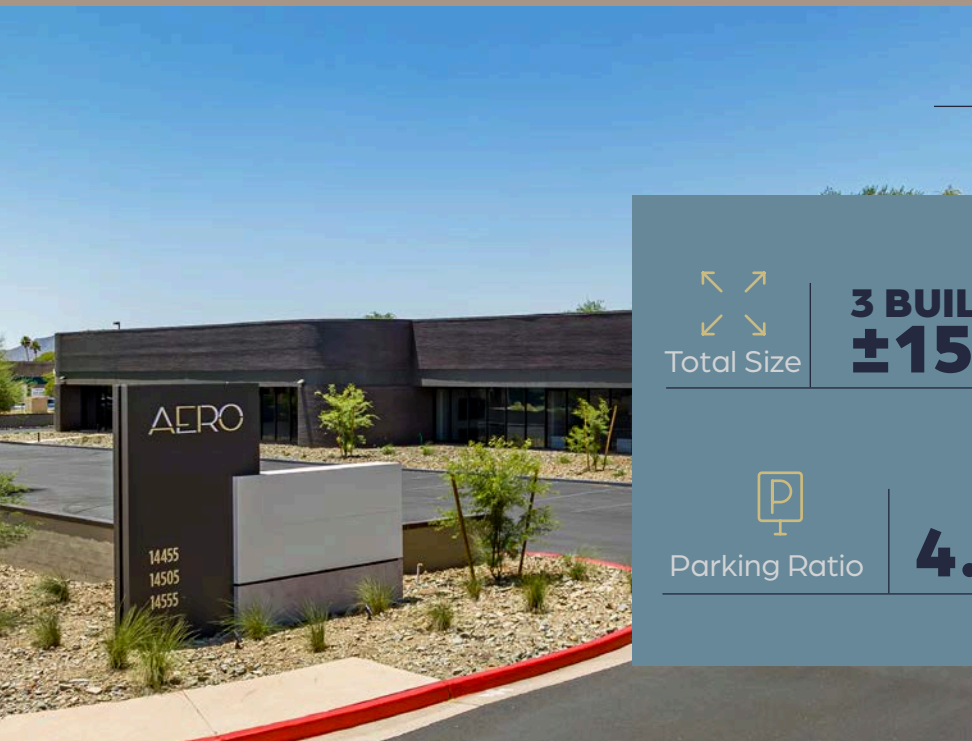 AERO
14455
14505
14555
Total Size
3 BUIL
±15
P
Parking Ratio
4.